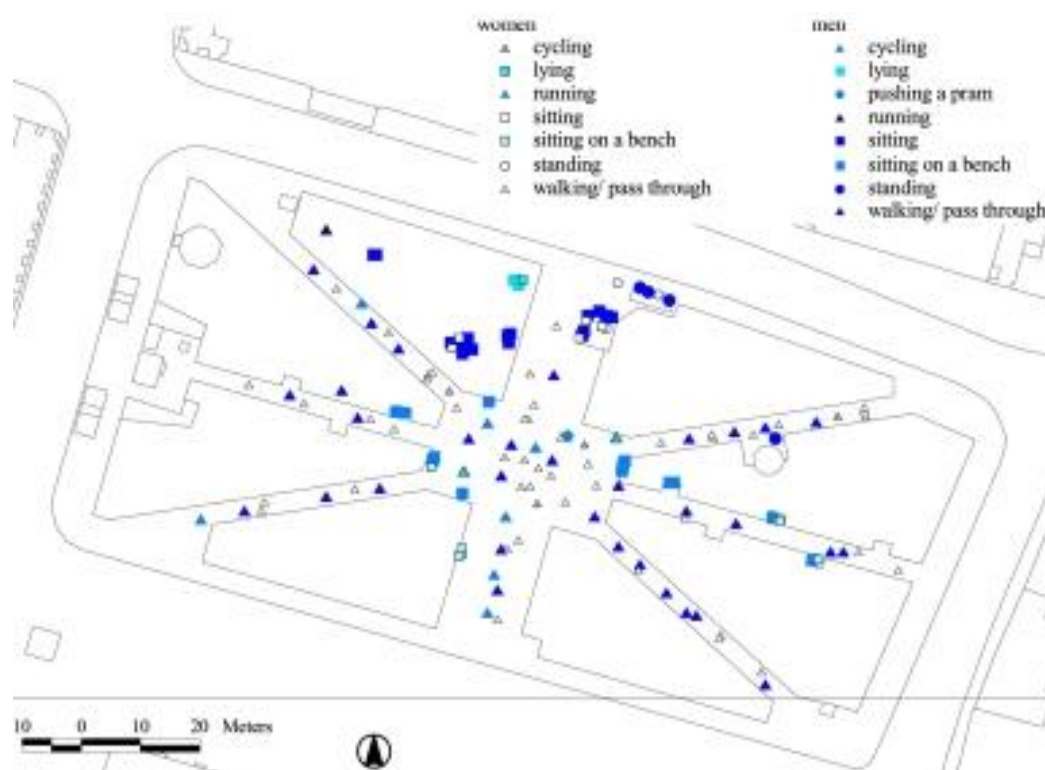 women
cycling
lying
running
sitting
sitting on a bench
standing
walking/ pass through
men
cycling
lying
pushing a pram
running
sitting
sitting on a bench
standing
walking/ pass through
10 0 10 20 Meters